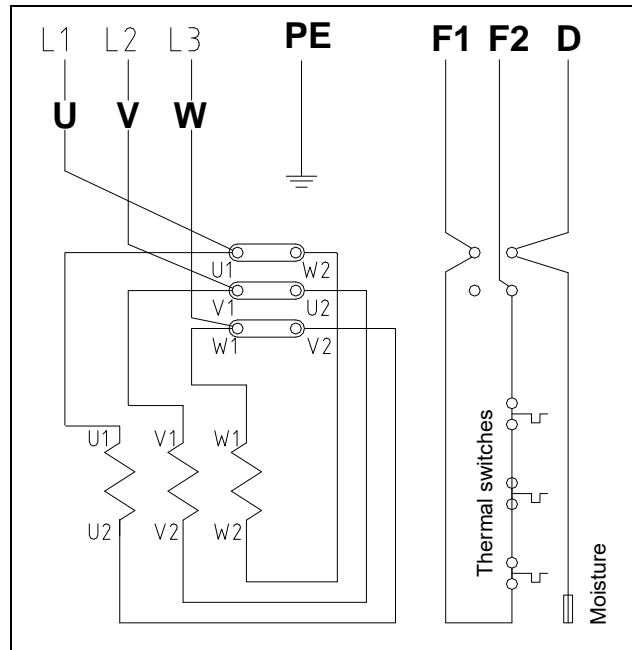 L1 L2 L3 PE F1 F2 D
U V W
U1 W2
V1 U2
W1 V2
U1 V1 W1
U2 V2 W2
Thermal switches
Moisture